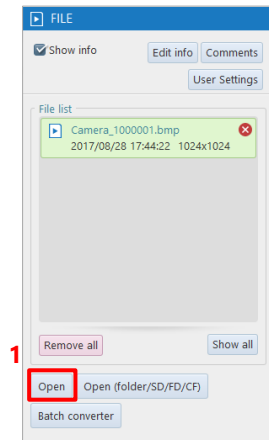 FILE
Show info
Edit info
Comments
User Settings
File list
Camera_1000001.bmp
2017/08/28 17:44:22 1024x1024
Remove all
Show all
1
Open
Open (folder/SD/FD/CF)
Batch converter